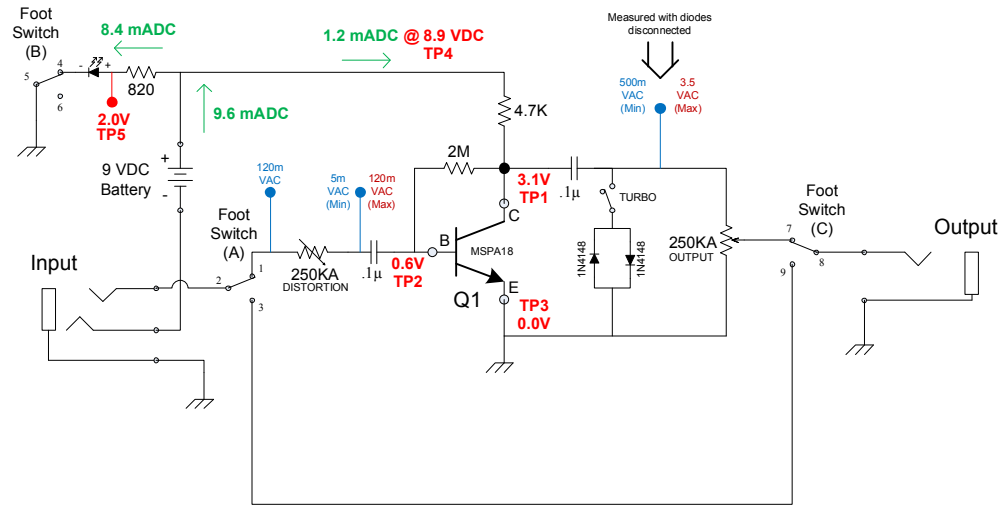 Foot
Switch
(B)
8.4 mADC
1.2 mADC @ 8.9 VDC
TP4
Measured with diodes
disconnected
4
- +
5
6
820
2.0V
TP5
9.6 mADC
4.7K
500m
VAC
(Min)
3.5
VAC
(Max)
+
9 VDC
Battery
-
120m
VAC
5m
VAC
(Min)
120m
VAC
(Max)
2M
3.1V
TP1
.1µ
TURBO
C
B
MSPA18
E
Q1
Foot
Switch
(A)
1
2
3
250KA
DISTORTION
.1µ
0.6V
TP2
TP3
0.0V
1N4148
1N4148
250KA
OUTPUT
Foot
Switch
(C)
7
8
9
Input
Output